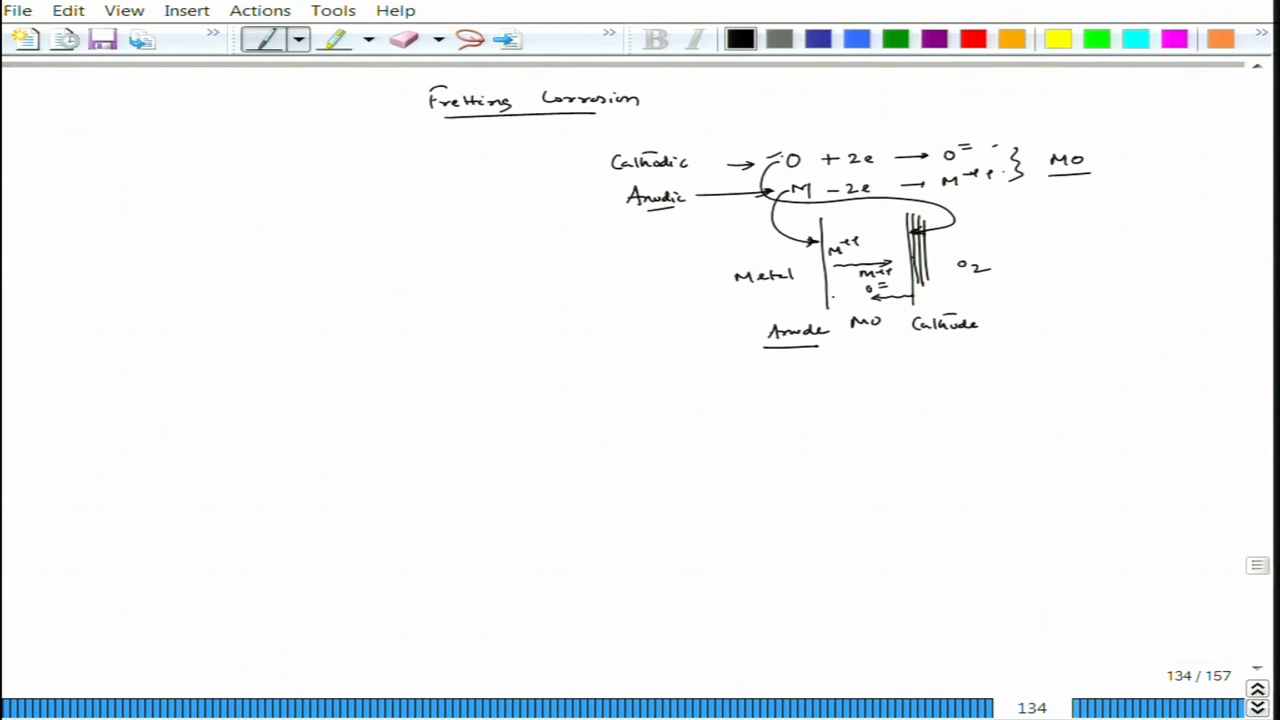 File Edit View Insert Actions Tools Help
B I
Fretting Corrosion
Cathodic → O + 2e → O=
Anodic → M - 2e → M++ } MO
M++
Metal M++ O2
O=
Anode MO Cathode
134 / 157
134